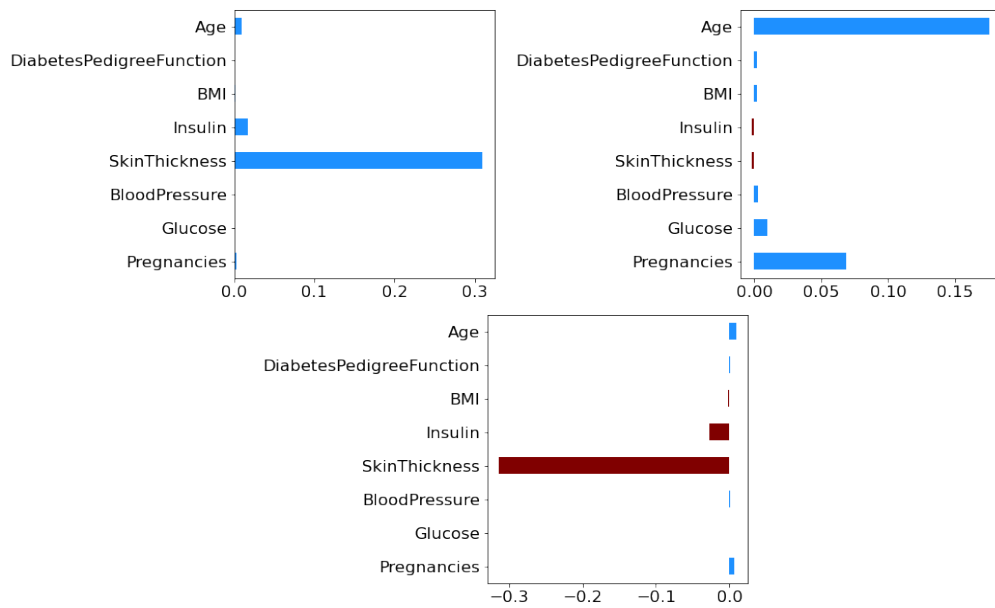 Age
DiabetesPedigreeFunction
BMI
Insulin
SkinThickness
BloodPressure
Glucose
Pregnancies
0.0 0.1 0.2 0.3
Age
DiabetesPedigreeFunction
BMI
Insulin
SkinThickness
BloodPressure
Glucose
Pregnancies
0.00 0.05 0.10 0.15
Age
DiabetesPedigreeFunction
BMI
Insulin
SkinThickness
BloodPressure
Glucose
Pregnancies
−0.3 −0.2 −0.1 0.0